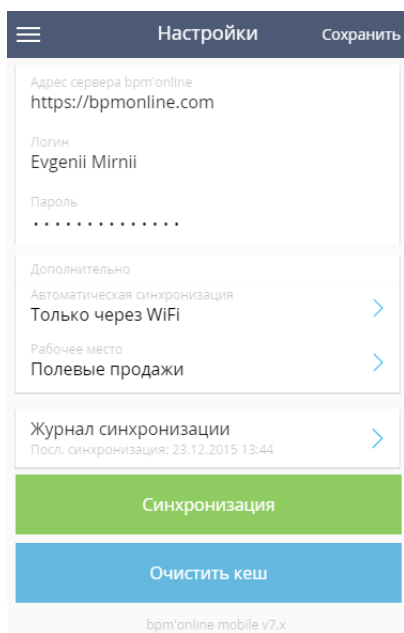 Настройки
Сохранить
Адрес сервера bpm'online
https://bpmonline.com
Логин
Evgenii Mirnii
Пароль
••••••••••••••
Дополнительно
Автоматическая синхронизация
Только через WiFi
Рабочее место
Полевые продажи
Журнал синхронизации
Посл. синхронизация: 23.12.2015 13:44
Синхронизация
Очистить кеш
bpm'online mobile v7.x